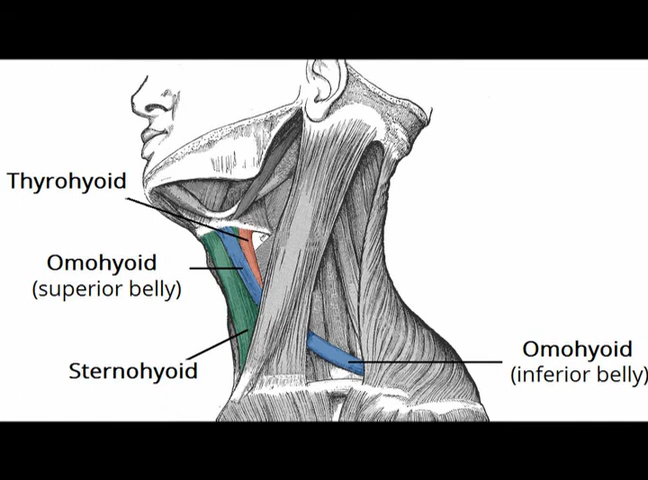 Thyrohyoid
Omohyoid
(superior belly)
Sternohyoid
Omohyoid
(inferior belly)